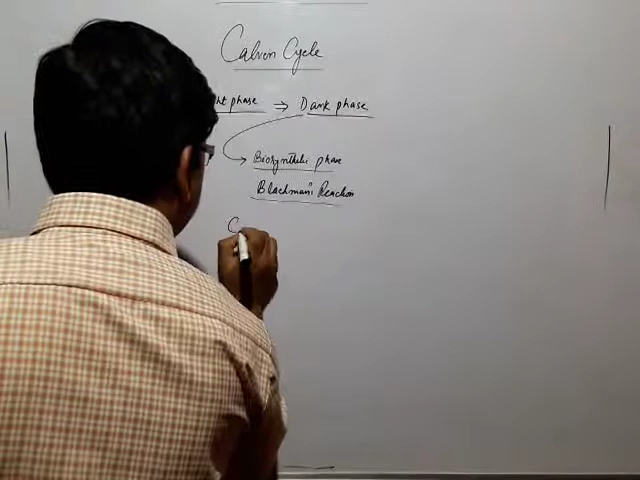 Calvin Cycle
ht phase → Dark phase
Biosynthetic phase
Blackman's Reaction
C